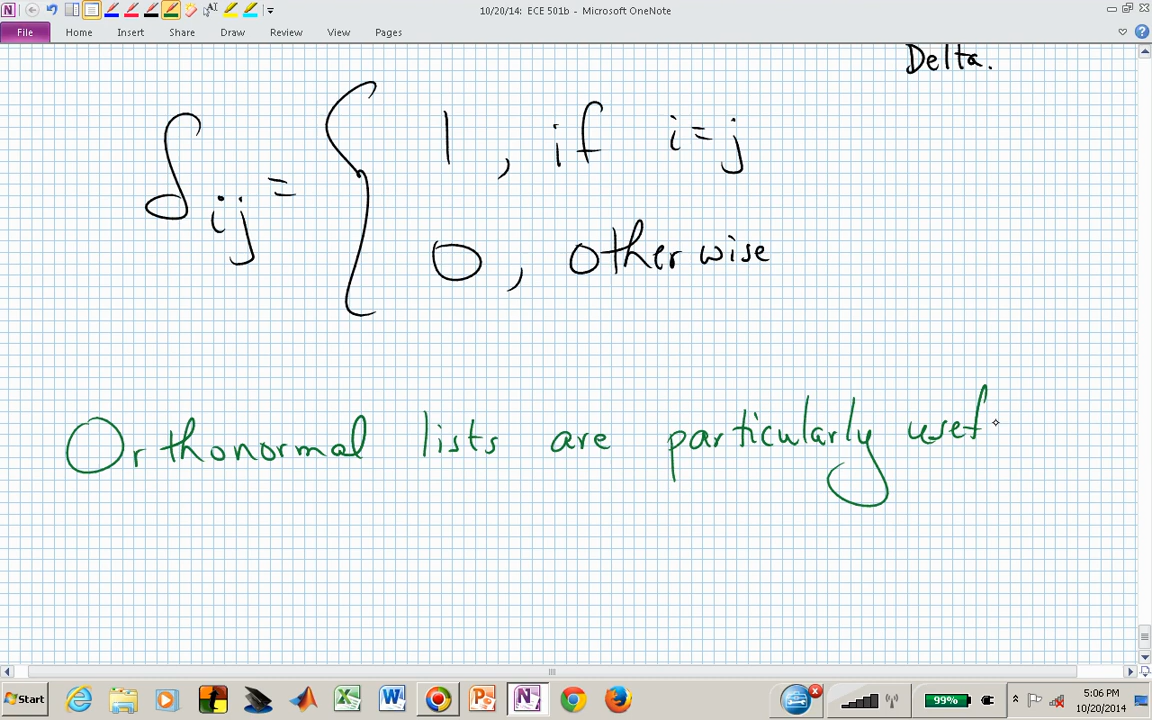 10/20/14: ECE 501b - Microsoft OneNote
File Home Insert Share Draw Review View Pages
Delta.
δij = { 1, if i=j
0, otherwise
Orthonormal lists are particularly usef
Start
99%
5:06 PM
10/20/2014